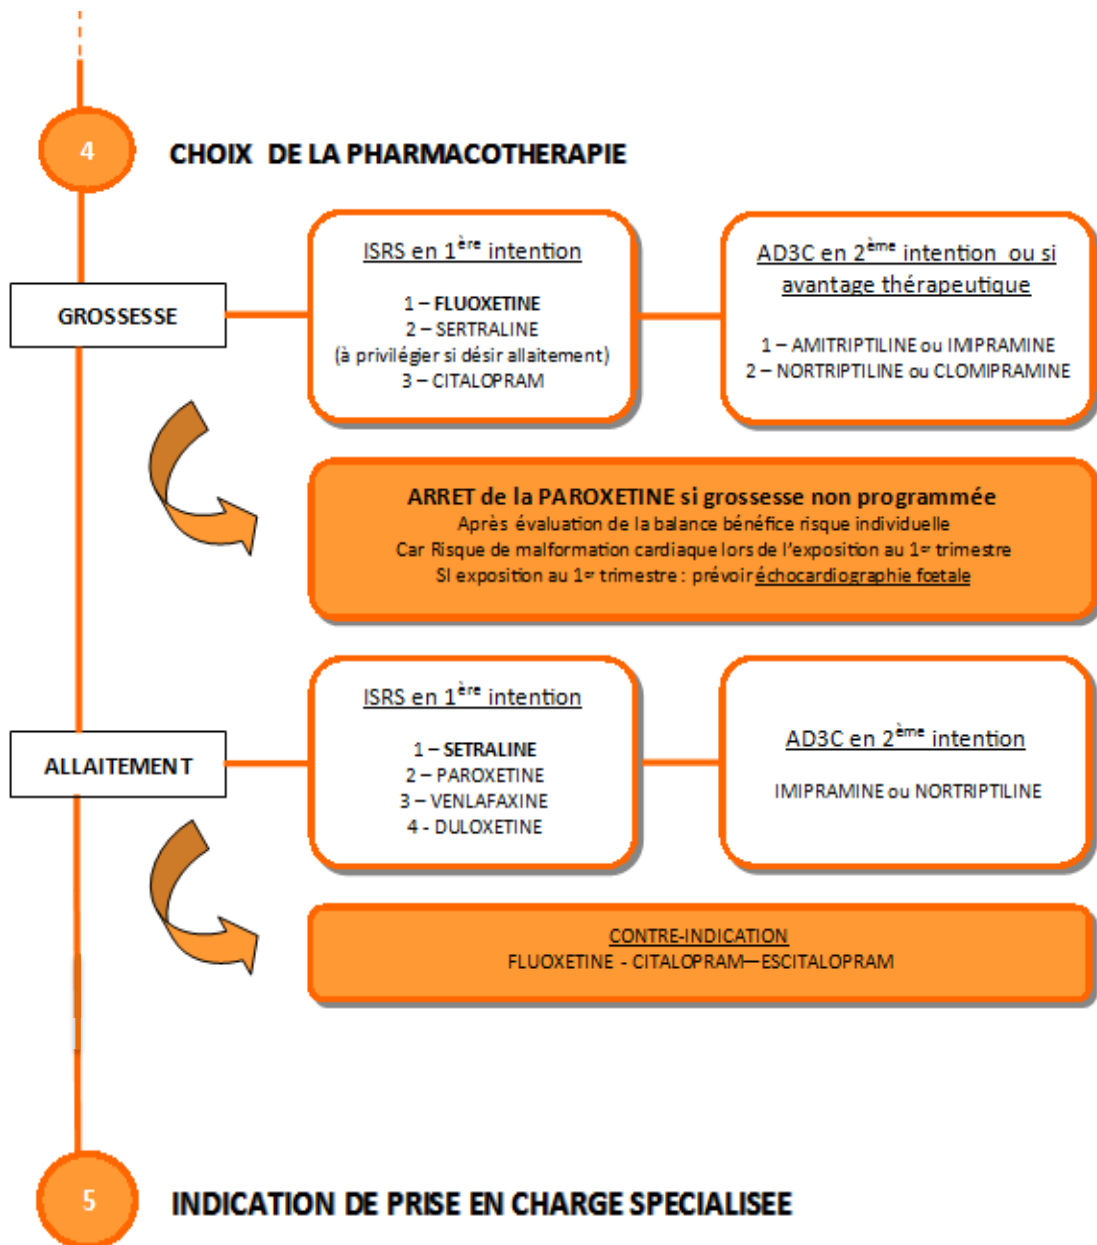 4
CHOIX DE LA PHARMACOTHERAPIE
GROSSESSE
ISRS en 1ère intention
1 – FLUOXETINE
2 – SERTRALINE
(à privilégier si désir allaitement)
3 – CITALOPRAM
AD3C en 2ème intention ou si
avantage thérapeutique
1 – AMITRIPTILINE ou IMIPRAMINE
2 – NORTRIPTILINE ou CLOMIPRAMINE
ARRET de la PAROXETINE si grossesse non programmée
Après évaluation de la balance bénéfice risque individuelle
Car Risque de malformation cardiaque lors de l'exposition au 1er trimestre
SI exposition au 1er trimestre : prévoir échocardiographie fœtale
ALLAITEMENT
ISRS en 1ère intention
1 – SETRALINE
2 – PAROXETINE
3 – VENLAFAXINE
4 - DULOXETINE
AD3C en 2ème intention
IMIPRAMINE ou NORTRIPTILINE
CONTRE-INDICATION
FLUOXETINE - CITALOPRAM—ESCITALOPRAM
5
INDICATION DE PRISE EN CHARGE SPECIALISEE